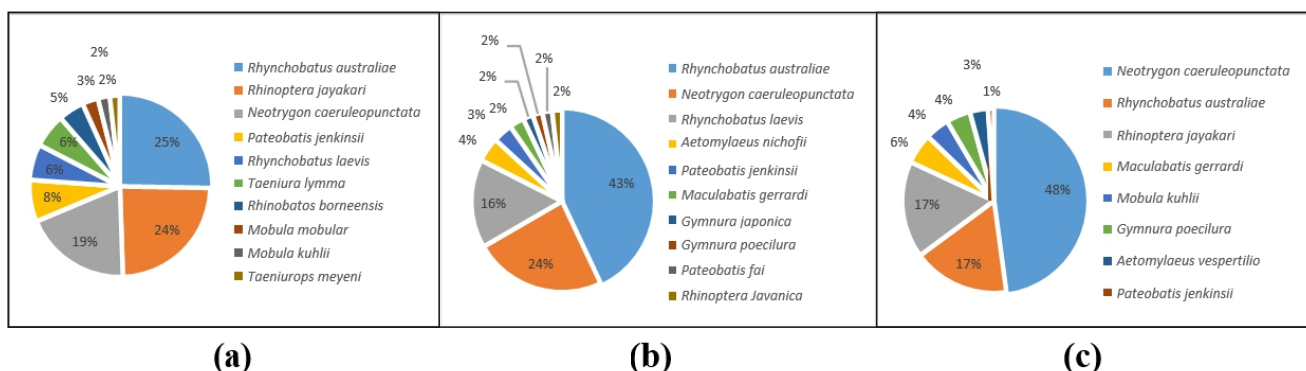 2%
3% 2%
5%
6%
6%
8%
19%
24%
25%
Rhynchobatus australiae
Rhinoptera jayakari
Neotrygon caeruleopunctata
Pateobatis jenkinsii
Rhynchobatus laevis
Taeniura lymma
Rhinobatos borneensis
Mobula mobular
Mobula kuhlii
Taeniurops meyeni
(a)
2%
2%
2%
2%
2%
3%
4%
16%
24%
43%
Rhynchobatus australiae
Neotrygon caeruleopunctata
Rhynchobatus laevis
Aetomylaeus nichofii
Pateobatis jenkinsii
Maculabatis gerrardi
Gymnura japonica
Gymnura poecilura
Pateobatis fai
Rhinoptera Javanica
(b)
3%
1%
4%
4%
6%
17%
17%
48%
Neotrygon caeruleopunctata
Rhynchobatus australiae
Rhinoptera jayakari
Maculabatis gerrardi
Mobula kuhlii
Gymnura poecilura
Aetomylaeus vespertilio
Pateobatis jenkinsii
(c)